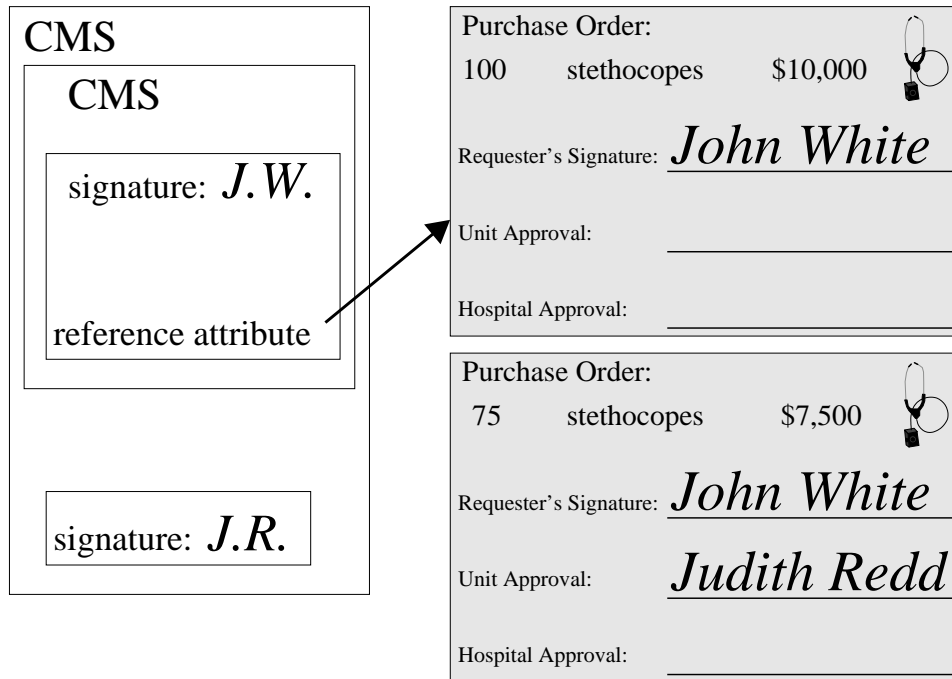 CMS
CMS
signature: J.W.
reference attribute
signature: J.R.
Purchase Order:
100 stethocopes $10,000
Requester's Signature: John White
Unit Approval:
Hospital Approval:
Purchase Order:
75 stethocopes $7,500
Requester's Signature: John White
Unit Approval: Judith Redd
Hospital Approval: